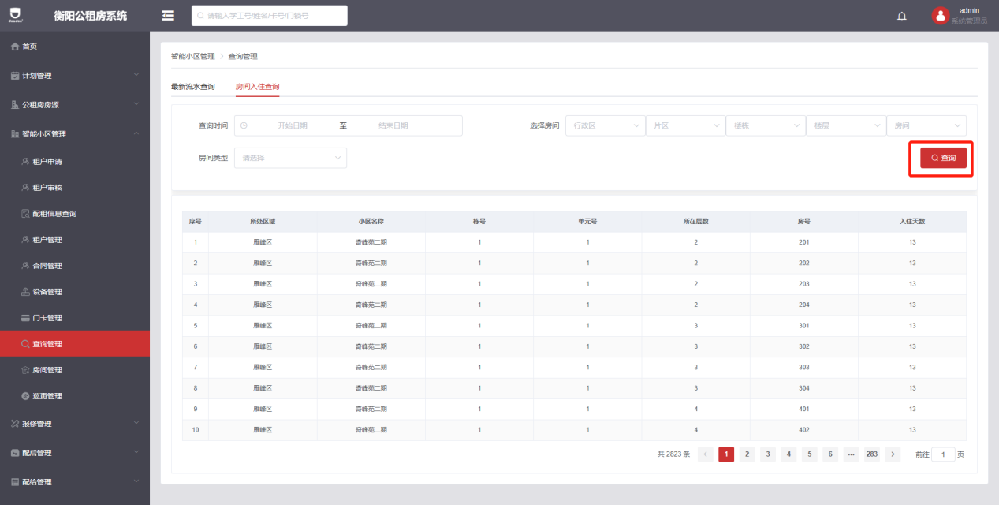 衡阳公租房系统
请输入学工号/姓名/卡号/门锁号
admin
系统管理员
首页
计划管理
公租房房源
智能小区管理
租户申请
租户审核
配租信息查询
租户管理
合同管理
设备管理
门卡管理
查询管理
房间管理
巡更管理
报修管理
配后管理
配给管理
智能小区管理 > 查询管理
最新流水查询 房间入住查询
查询时间 开始日期 至 结束日期 选择房间 行政区 片区 楼栋 楼层 房间
房间类型 请选择 查询
序号 所处区域 小区名称 栋号 单元号 所在层数 房号 入住天数
1 雁峰区 奇峰苑二期 1 1 2 201 13
2 雁峰区 奇峰苑二期 1 1 2 202 13
3 雁峰区 奇峰苑二期 1 1 2 203 13
4 雁峰区 奇峰苑二期 1 1 2 204 13
5 雁峰区 奇峰苑二期 1 1 3 301 13
6 雁峰区 奇峰苑二期 1 1 3 302 13
7 雁峰区 奇峰苑二期 1 1 3 303 13
8 雁峰区 奇峰苑二期 1 1 3 304 13
9 雁峰区 奇峰苑二期 1 1 4 401 13
10 雁峰区 奇峰苑二期 1 1 4 402 13
共 2823 条 < 1 2 3 4 5 6 ··· 283 > 前往 1 页